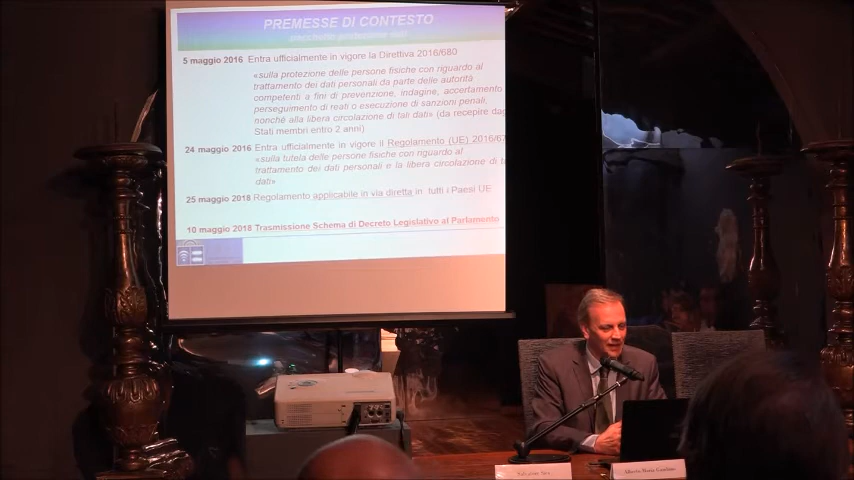 PREMESSE DI CONTESTO
5 maggio 2016 Entra ufficialmente in vigore la Direttiva 2016/680
«sulla protezione delle persone fisiche con riguardo al
trattamento dei dati personali da parte delle autorità
competenti a fini di prevenzione, indagine, accertamento
perseguimento di reati o esecuzione di sanzioni penali,
nonché alla libera circolazione di tali dati» (da recepire dag
Stati membri entro 2 anni)
24 maggio 2016 Entra ufficialmente in vigore il Regolamento (UE) 2016/67
«sulla tutela delle persone fisiche con riguardo al
trattamento dei dati personali e la libera circolazione di t
dati»
25 maggio 2018 Regolamento applicabile in via diretta in tutti i Paesi UE
10 maggio 2018 Trasmissione Schema di Decreto Legislativo al Parlamento